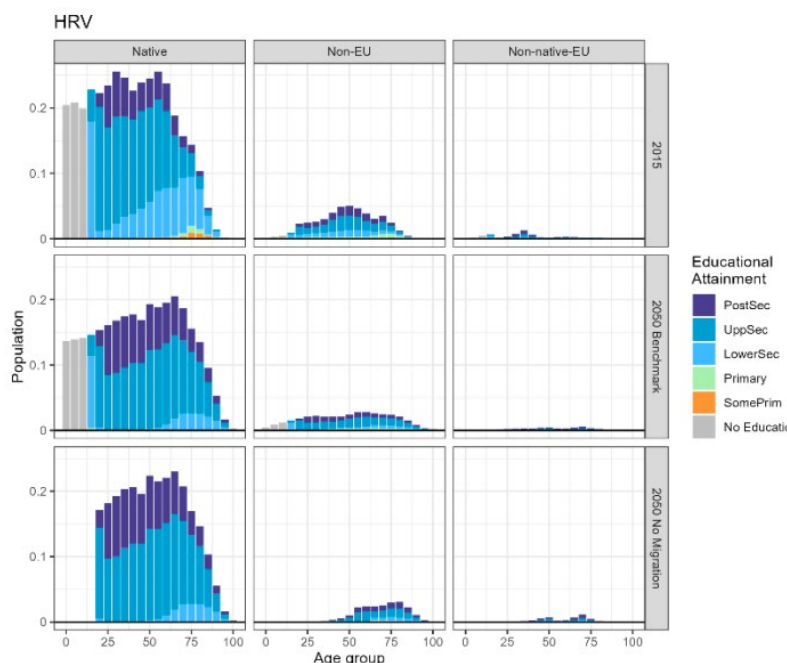 HRV
Native Non-EU Non-native-EU
0.2
0.1
0
2015
0.2
0.1
0
2050 Benchmark
0.2
0.1
0
2050 No Migration
Population
0 25 50 75 100 0 25 50 75 100 0 25 50 75 100
Age group
Educational
Attainment
PostSec
UppSec
LowerSec
Primary
SomePrim
No Educatio